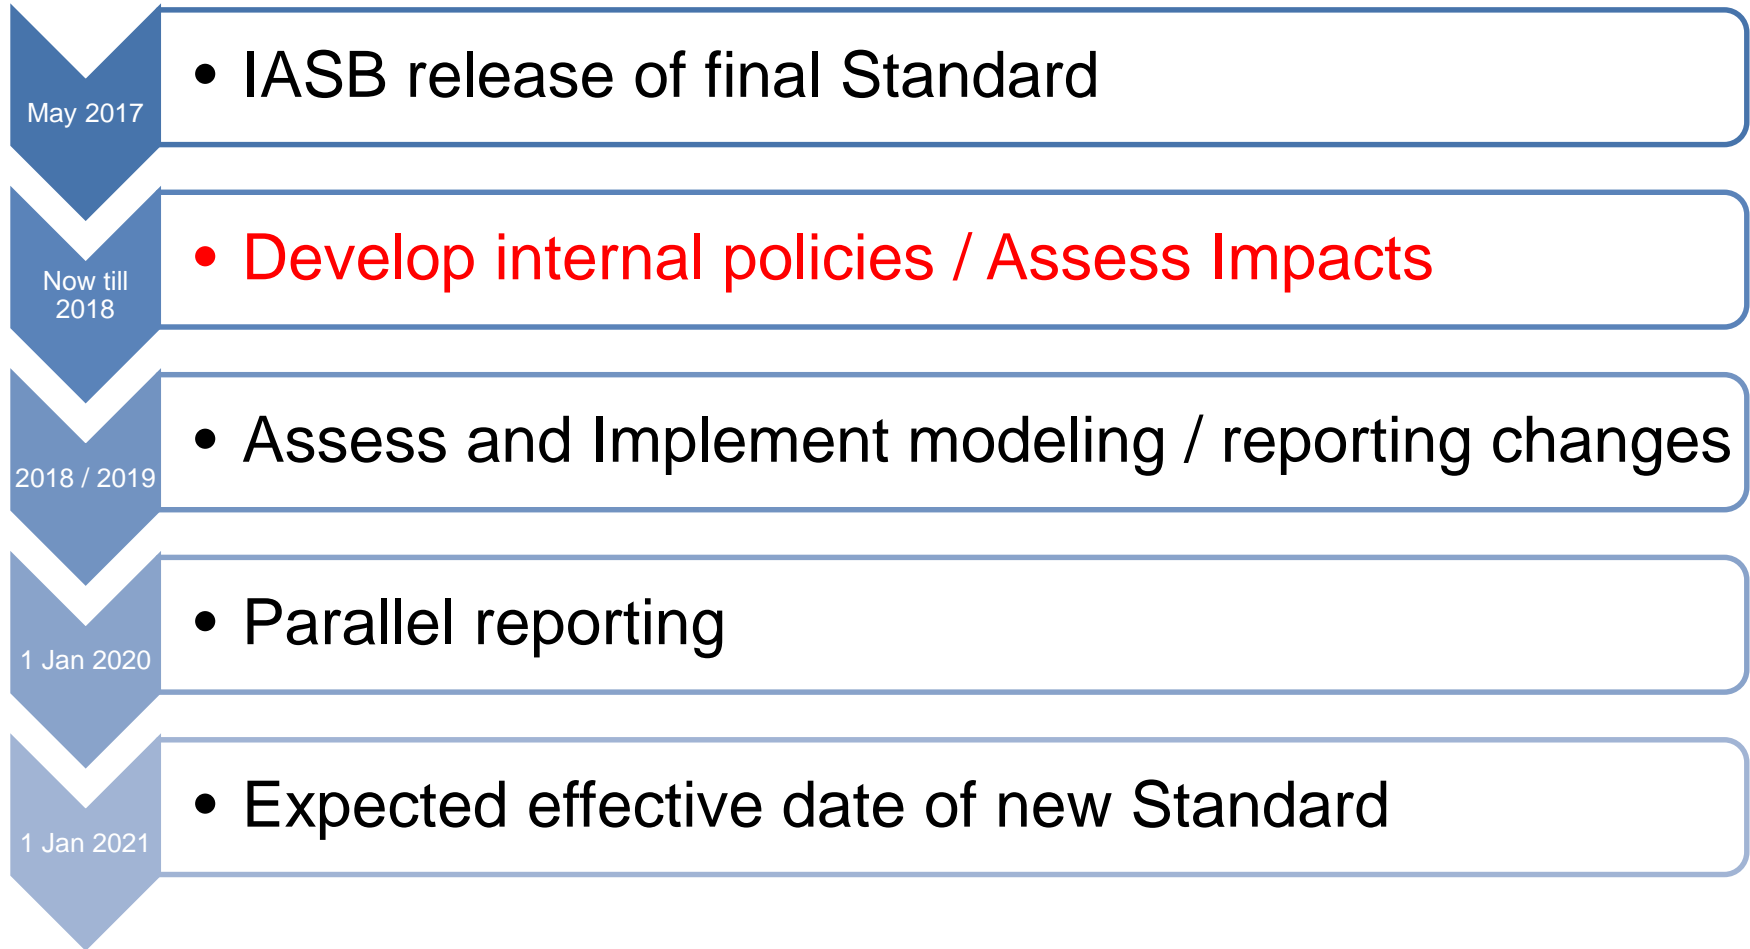 May 2017
• IASB release of final Standard
Now till
2018
• Develop internal policies / Assess Impacts
2018 / 2019
• Assess and Implement modeling / reporting changes
1 Jan 2020
• Parallel reporting
1 Jan 2021
• Expected effective date of new Standard